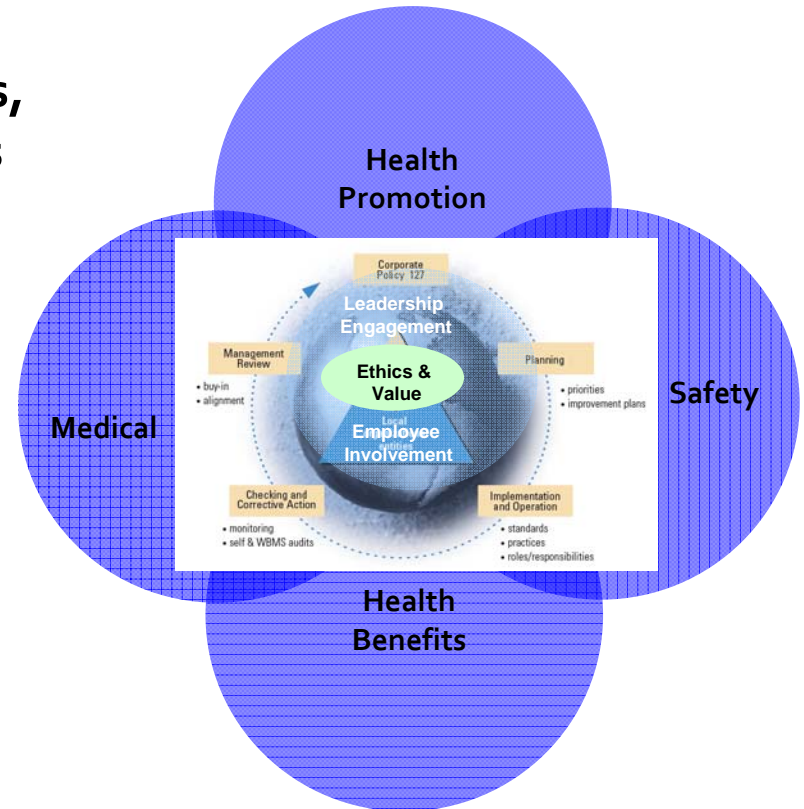 s,
s
Health
Promotion
Corporate
Policy 127
Leadership
Engagement
Management
Review
• buy-in
• alignment
Ethics &
Value
Planning
• priorities
• improvement plans
Safety
Medical
Local
Employee
entities
Involvement
Checking and
Corrective Action
• monitoring
• self & WBMS audits
Implementation
and Operation
• standards
• practices
• roles/responsibilities
Health
Benefits